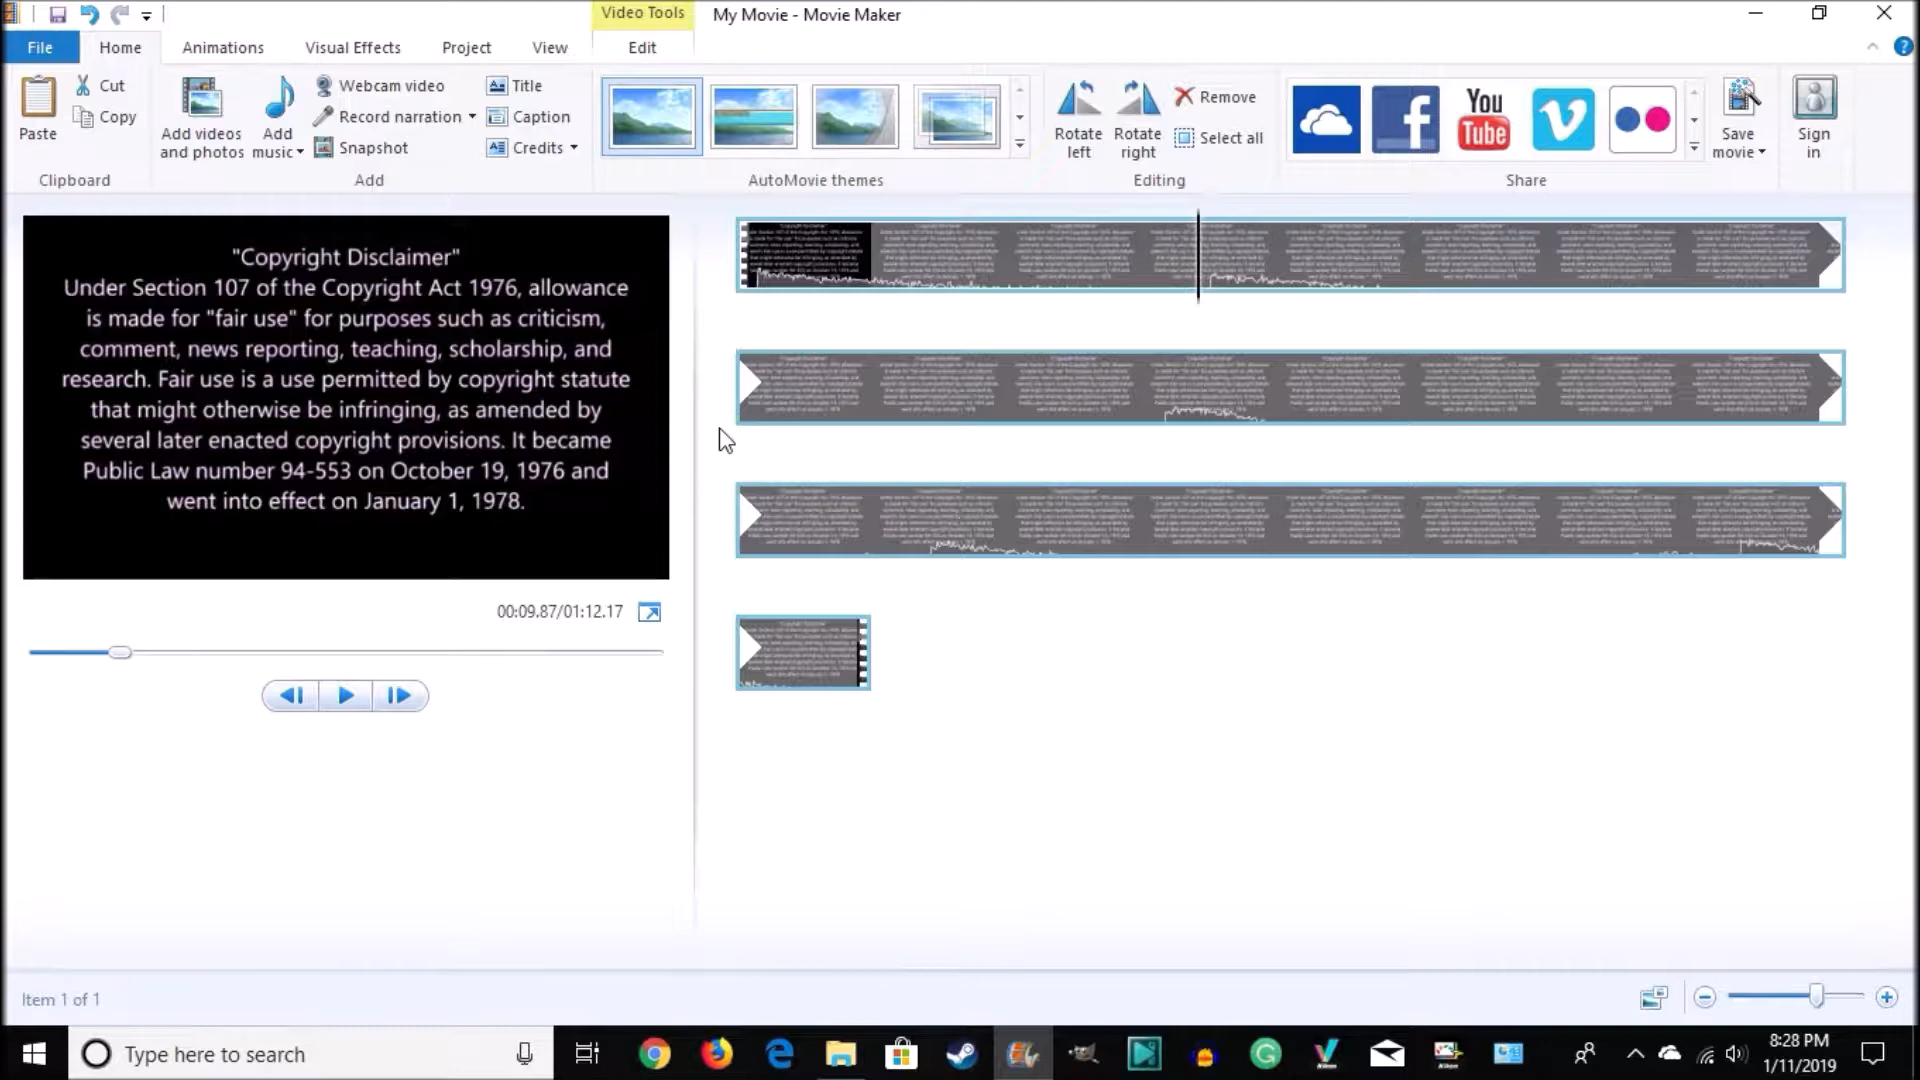 Video Tools
My Movie - Movie Maker
File
Home
Animations
Visual Effects
Project
View
Edit
Paste
Cut
Copy
Clipboard
Add videos
and photos
Add
music
Webcam video
Record narration
Snapshot
Title
Caption
Credits
Add
AutoMovie themes
Rotate
left
Rotate
right
Remove
Select all
Editing
You
Tube
Share
Save
movie
Sign
in
"Copyright Disclaimer"
Under Section 107 of the Copyright Act 1976, allowance
is made for "fair use" for purposes such as criticism,
comment, news reporting, teaching, scholarship, and
research. Fair use is a use permitted by copyright statute
that might otherwise be infringing, as amended by
several later enacted copyright provisions. It became
Public Law number 94-553 on October 19, 1976 and
went into effect on January 1, 1978.
00:09.87/01:12.17
Item 1 of 1
Type here to search
8:28 PM
1/11/2019